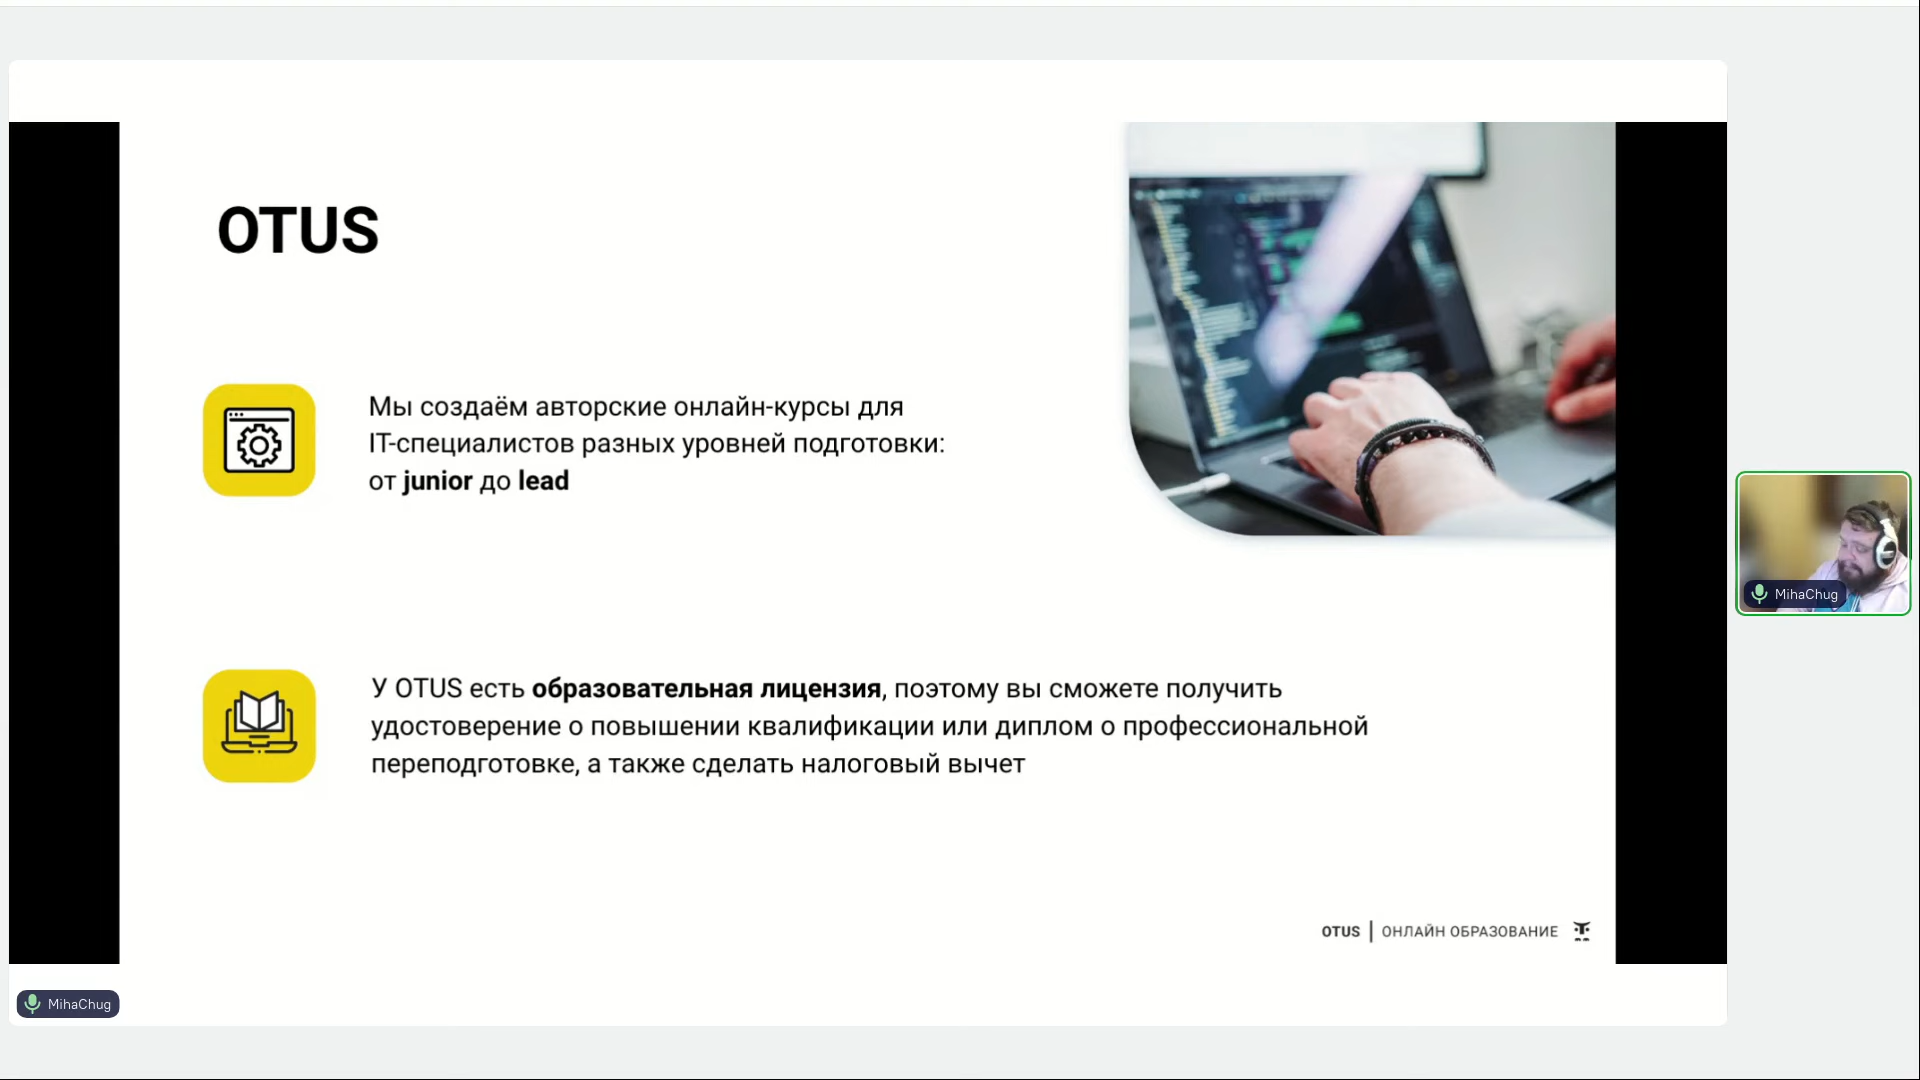 OTUS
Мы создаём авторские онлайн-курсы для
IT-специалистов разных уровней подготовки:
от junior до lead
У OTUS есть образовательная лицензия, поэтому вы сможете получить
удостоверение о повышении квалификации или диплом о профессиональной
переподготовке, а также сделать налоговый вычет
OTUS | ОНЛАЙН ОБРАЗОВАНИЕ
MihaChug
MihaChug